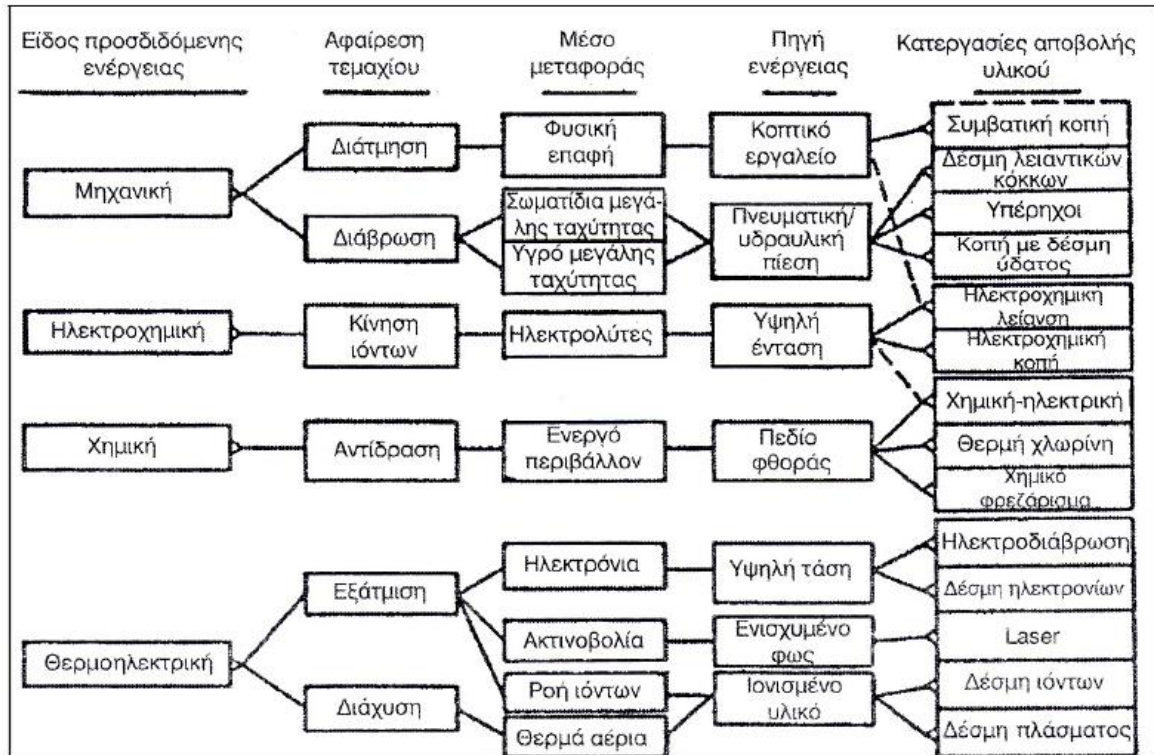 Είδος προσδιδόμενης
ενέργειας
Αφαίρεση
τεμαχίου
Μέσο
μεταφοράς
Πηγή
ενέργειας
Κατεργασίες αποβολής
υλικού
Μηχανική
Διάτμηση
Φυσική
επαφή
Κοπτικό
εργαλείο
Συμβατική κοπή
Διάβρωση
Σωματίδια μεγά-
λης ταχύτητας
Υγρό μεγάλης
ταχύτητας
Πνευματική/
υδραυλική
πίεση
Δέσμη λειαντικών
κόκκων
Υπέρηχοι
Κοπή με δέσμη
ύδατος
Ηλεκτροχημική
Κίνηση
ιόντων
Ηλεκτρολύτες
Υψηλή
ένταση
Ηλεκτροχημική
λείανση
Ηλεκτροχημική
κοπή
Χημική
Αντίδραση
Ενεργό
περιβάλλον
Πεδίο
φθοράς
Χημική-ηλεκτρική
Θερμή χλωρίνη
Χημικό
φρεζάρισμα
Θερμοηλεκτρική
Εξάτμιση
Ηλεκτρόνια
Υψηλή τάση
Ηλεκτροδιάβρωση
Δέσμη ηλεκτρονίων
Ακτινοβολία
Ενισχυμένο
φως
Laser
Διάχυση
Ροή ιόντων
Θερμά αέρια
Ιονισμένο
υλικό
Δέσμη ιόντων
Δέσμη πλάσματος